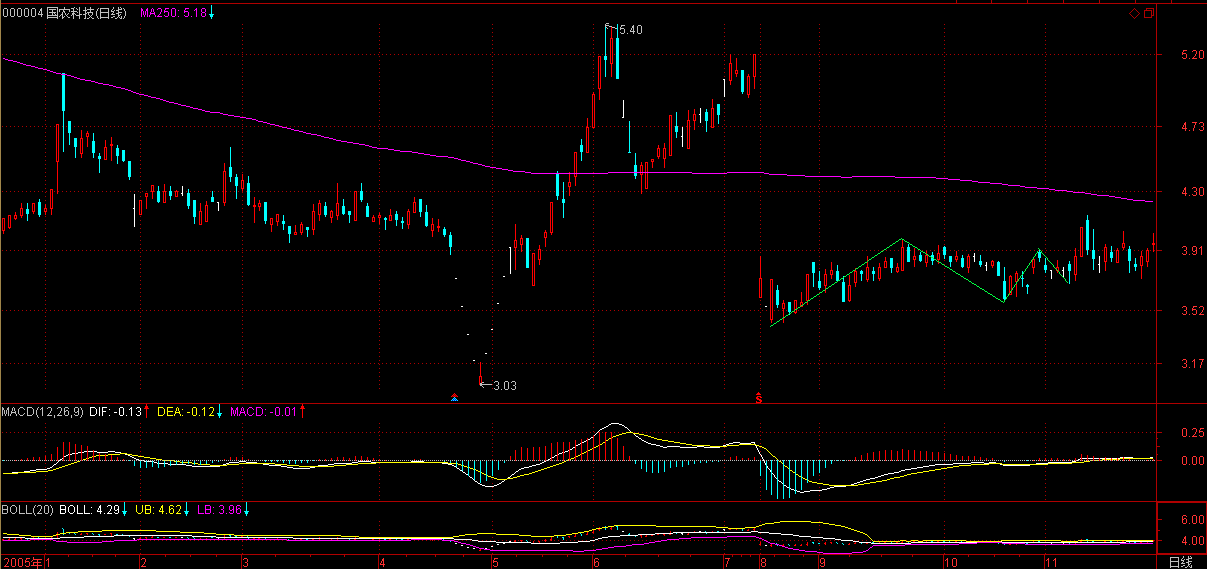 000004 国农科技(日线) MA250: 5.18↓
5.40
5.20
4.73
4.30
3.91
3.52
3.17
←3.03
S
MACD(12,26,9) DIF: -0.13↑ DEA: -0.12↓ MACD: -0.01↑
0.25
0.00
BOLL(20) BOLL: 4.29↓ UB: 4.62↓ LB: 3.96↓
6.00
4.00
2005年 1 2 3 4 5 6 7 8 9 10 11 日线